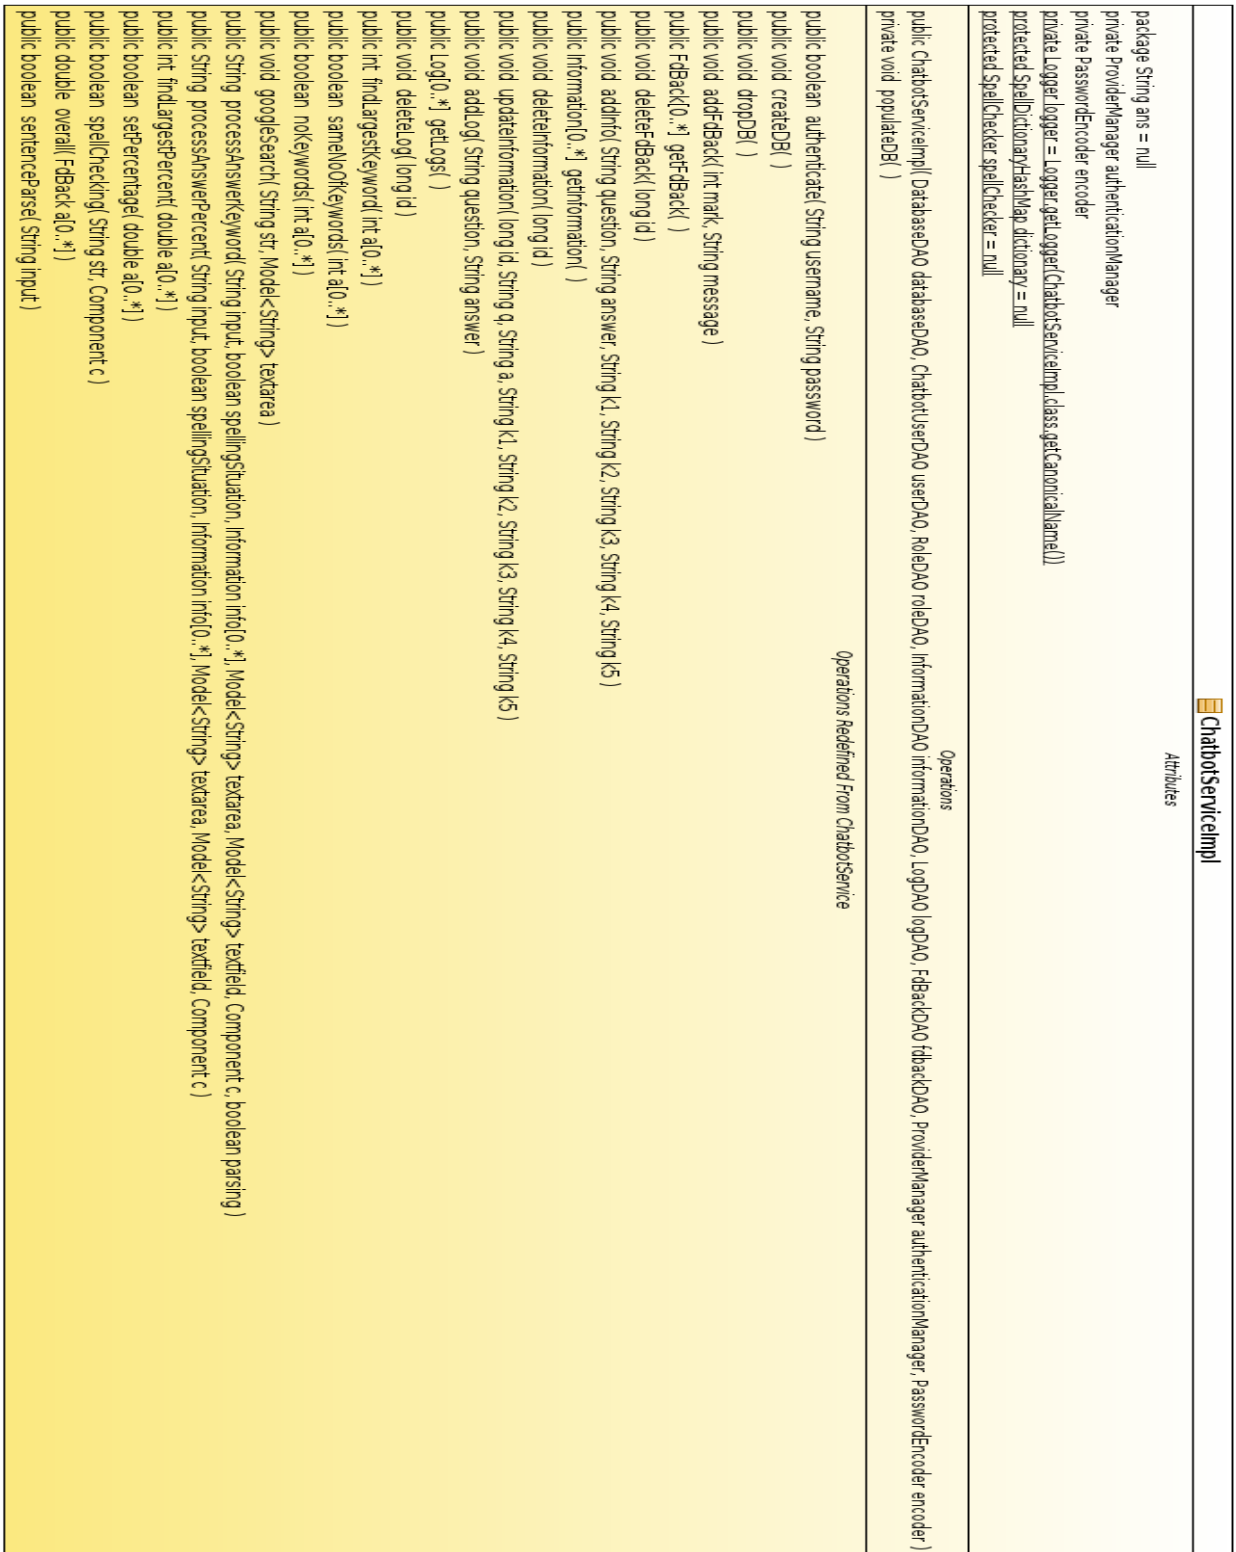 ChatbotServiceImpl
Attributes
package String ans = null
private ProviderManager authenticationManager
private PasswordEncoder encoder
private Logger logger = Logger.getLogger(ChatbotServiceImpl.class.getCanonicalName())
protected SpellDictionaryHashMap dictionary = null
protected SpellChecker spellChecker = null
Operations
public ChatbotServiceImpl( DatabaseDAO databaseDAO, ChatbotUserDAO userDAO, RoleDAO roleDAO, InformationDAO informationDAO, LogDAO logDAO, FdBackDAO fdbackDAO, ProviderManager authenticationManager, PasswordEncoder encoder )
private void populateDB( )
Operations Redefined From ChatbotService
public boolean authenticate( String username, String password )
public void createDB( )
public void dropDB( )
public void addFdBack( int mark, String message )
public FdBack[0..*] getFdBack( )
public void deleteFdBack( long id )
public Information[0..*] getInformation( )
public void addInfo( String question, String answer, String k1, String k2, String k3, String k4, String k5 )
public void deleteInformation( long id )
public void updateInformation( long id, String q, String a, String k1, String k2, String k3, String k4, String k5 )
public void addLog( String question, String answer )
public Log[0..*] getLogs( )
public void deleteLog( long id )
public int findLargestKeyword( int a[0..*] )
public boolean sameNoOfKeywords( int a[0..*] )
public boolean noKeywords( int a[0..*] )
public void googleSearch( String str, Model<String> textarea )
public String processAnswerKeyword( String input, boolean spellingSituation, Information info[0..*], Model<String> textarea, Model<String> textfield, Component c, boolean parsing )
public String processAnswerPercent( String input, boolean spellingSituation, Information info[0..*], Model<String> textarea, Model<String> textfield, Component c )
public int findLargestPercent( double a[0..*] )
public boolean setPercentage( double a[0..*] )
public boolean spellChecking( String str, Component c )
public double overall( FdBack a[0..*] )
public boolean sentenceParse( String input )